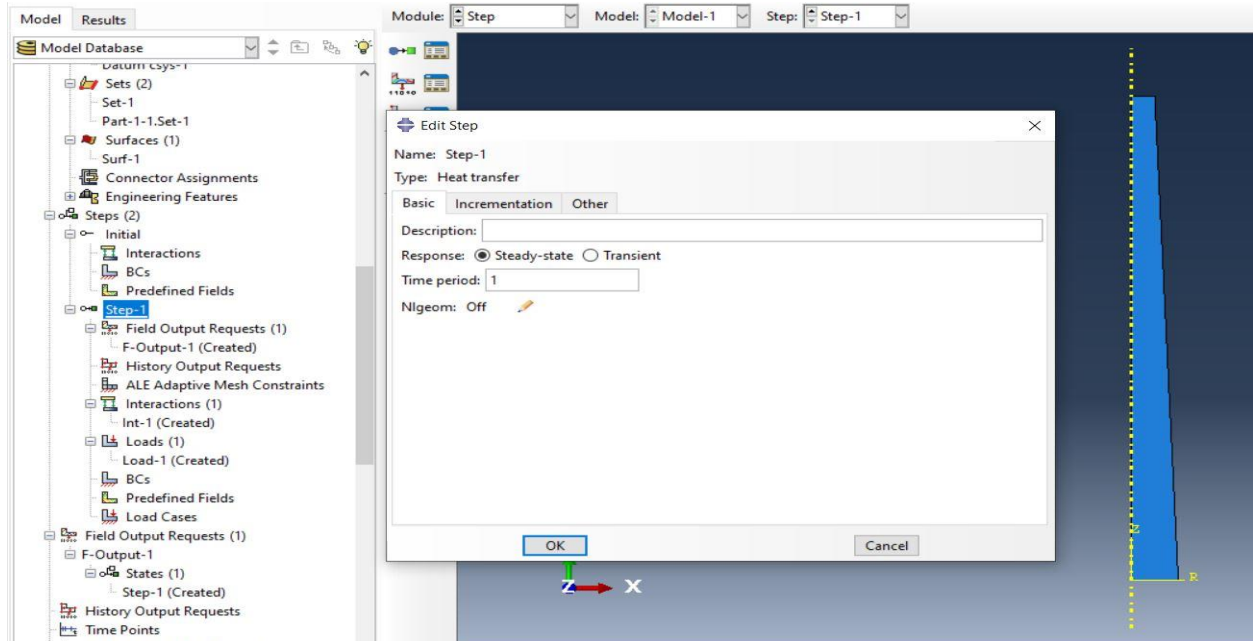 Model Results
Module: Step Model: Model-1 Step: Step-1
Model Database
Datum csys-1
Sets (2)
Set-1
Part-1-1.Set-1
Surfaces (1)
Surf-1
Connector Assignments
Engineering Features
Steps (2)
Initial
Interactions
BCs
Predefined Fields
Step-1
Field Output Requests (1)
F-Output-1 (Created)
History Output Requests
ALE Adaptive Mesh Constraints
Interactions (1)
Int-1 (Created)
Loads (1)
Load-1 (Created)
BCs
Predefined Fields
Load Cases
Field Output Requests (1)
F-Output-1
States (1)
Step-1 (Created)
History Output Requests
Time Points
Edit Step
Name: Step-1
Type: Heat transfer
Basic Incrementation Other
Description:
Response: Steady-state Transient
Time period: 1
Nlgeom: Off
OK Cancel
Z
R
Z X